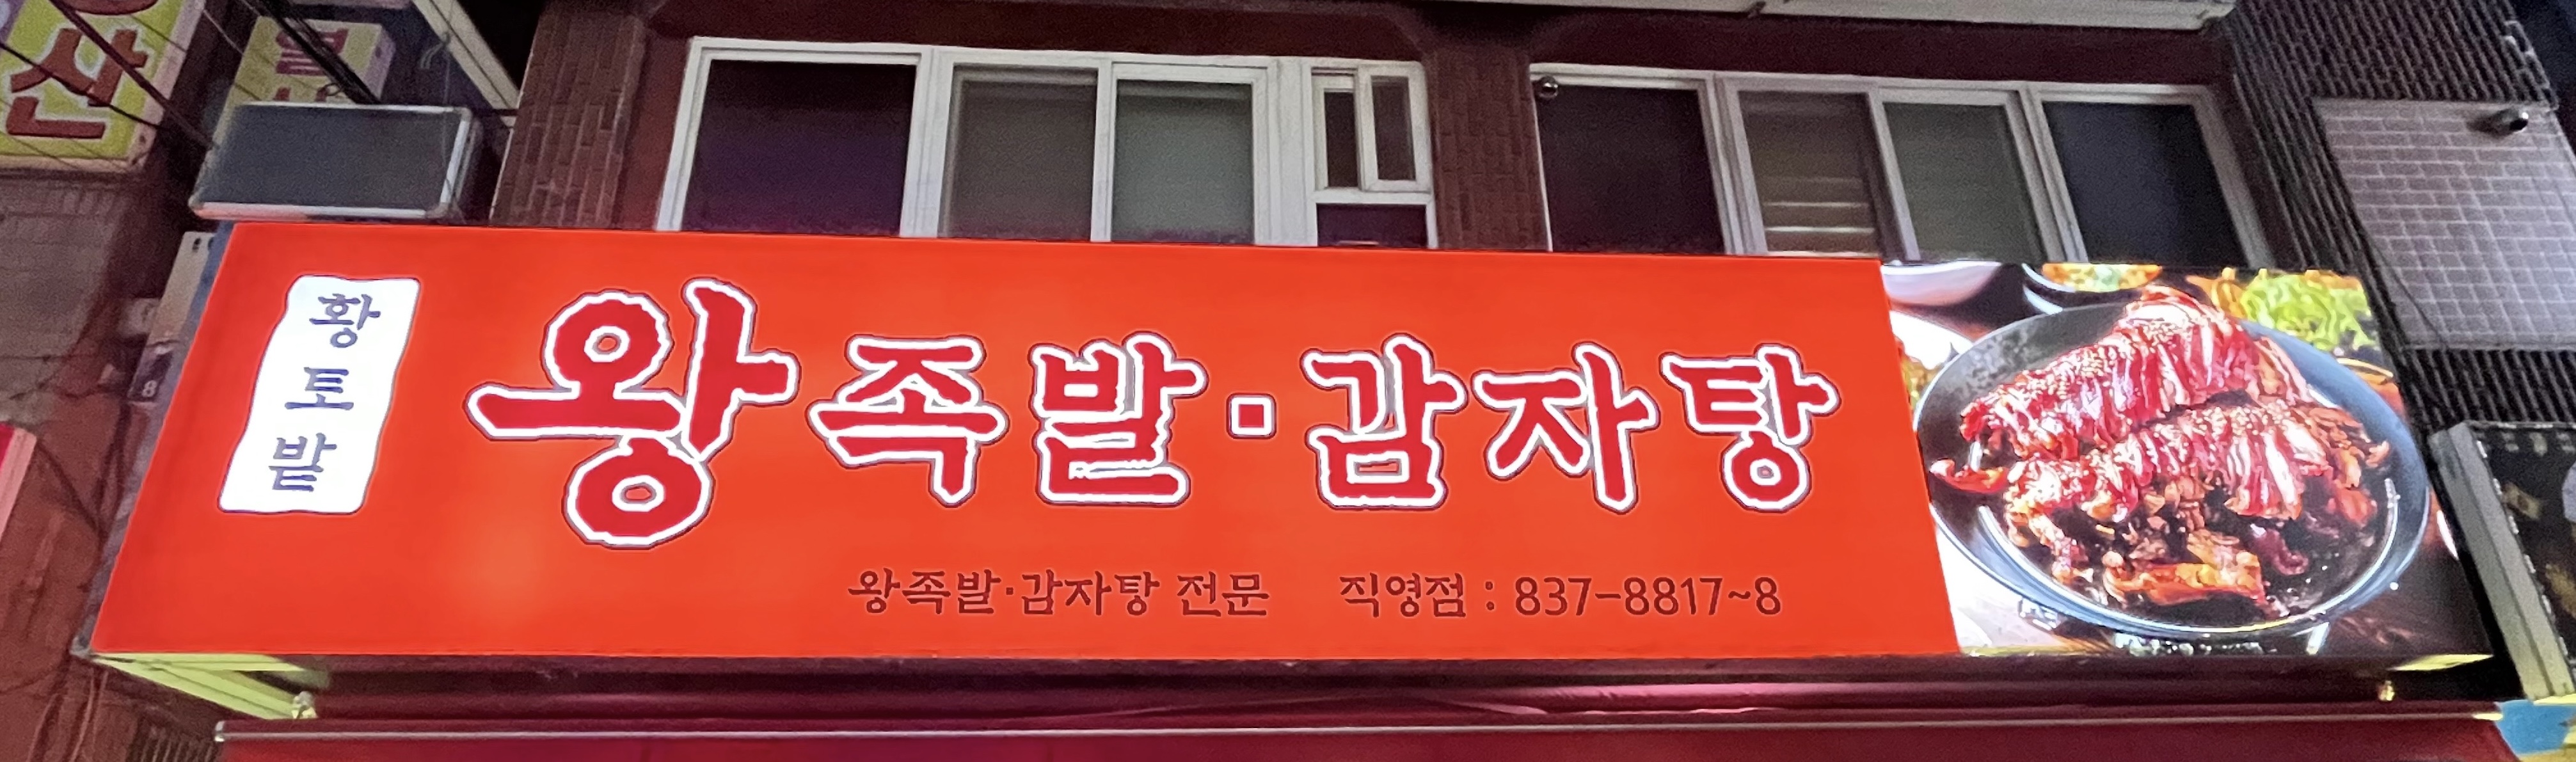 산
황
토
밭
왕족발·감자탕
왕족발·감자탕 전문 직영점 : 837-8817~8